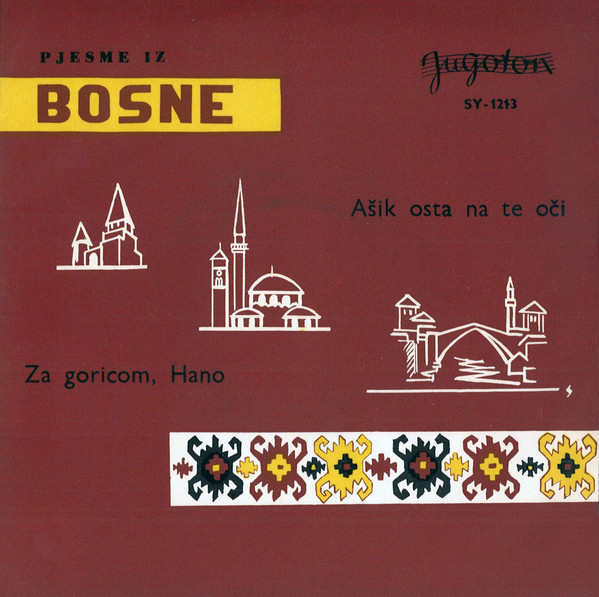 PJESME IZ
BOSNE
Jugoton
SY-1213
Ašik osta na te oči
Za goricom, Hano